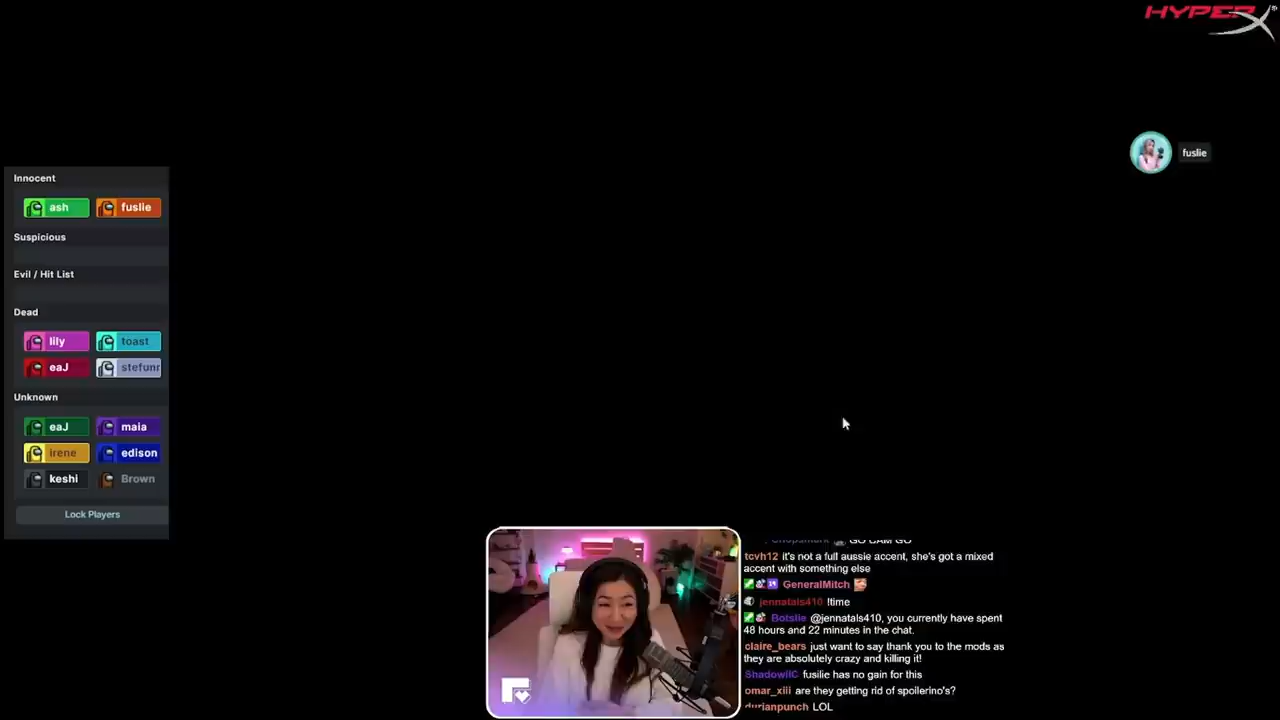 HYPERX
fuslie
Innocent
ash fuslie
Suspicious
Evil / Hit List
Dead
lily toast
eaJ stefunr
Unknown
eaJ maia
irene edison
keshi Brown
Lock Players
GO CAM GO
tcvh12 it's not a full aussie accent, she's got a mixed
accent with something else
GeneralMitch
jennatals410 !time
Botslie @jennatals410, you currently have spent
48 hours and 22 minutes in the chat.
claire_bears just want to say thank you to the mods as
they are absolutely crazy and killing it!
ShadowIIC fusilie has no gain for this
omar_xiii are they getting rid of spoilerino's?
durianpunch LOL